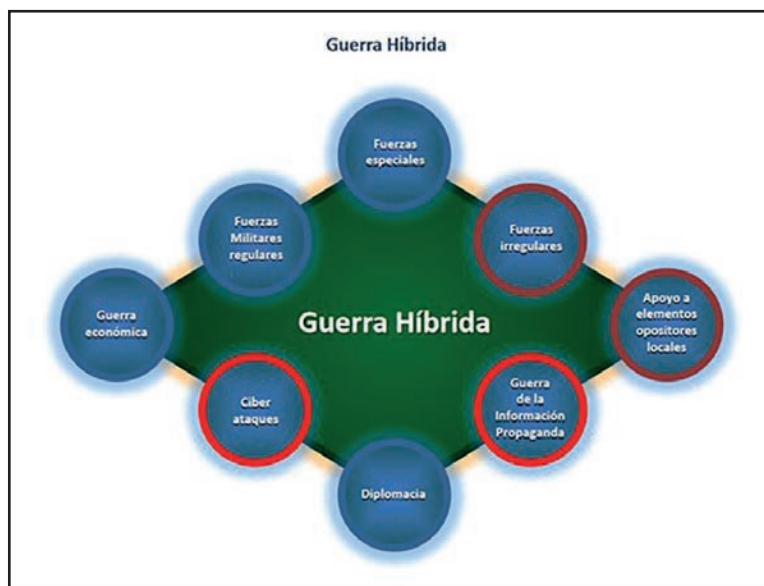 Guerra Híbrida
Fuerzas
especiales
Fuerzas
Militares
regulares
Fuerzas
irregulares
Guerra
económica
Guerra Híbrida
Apoyo a
elementos
opositores
locales
Ciber
ataques
Guerra
de la
Información
Propaganda
Diplomacia